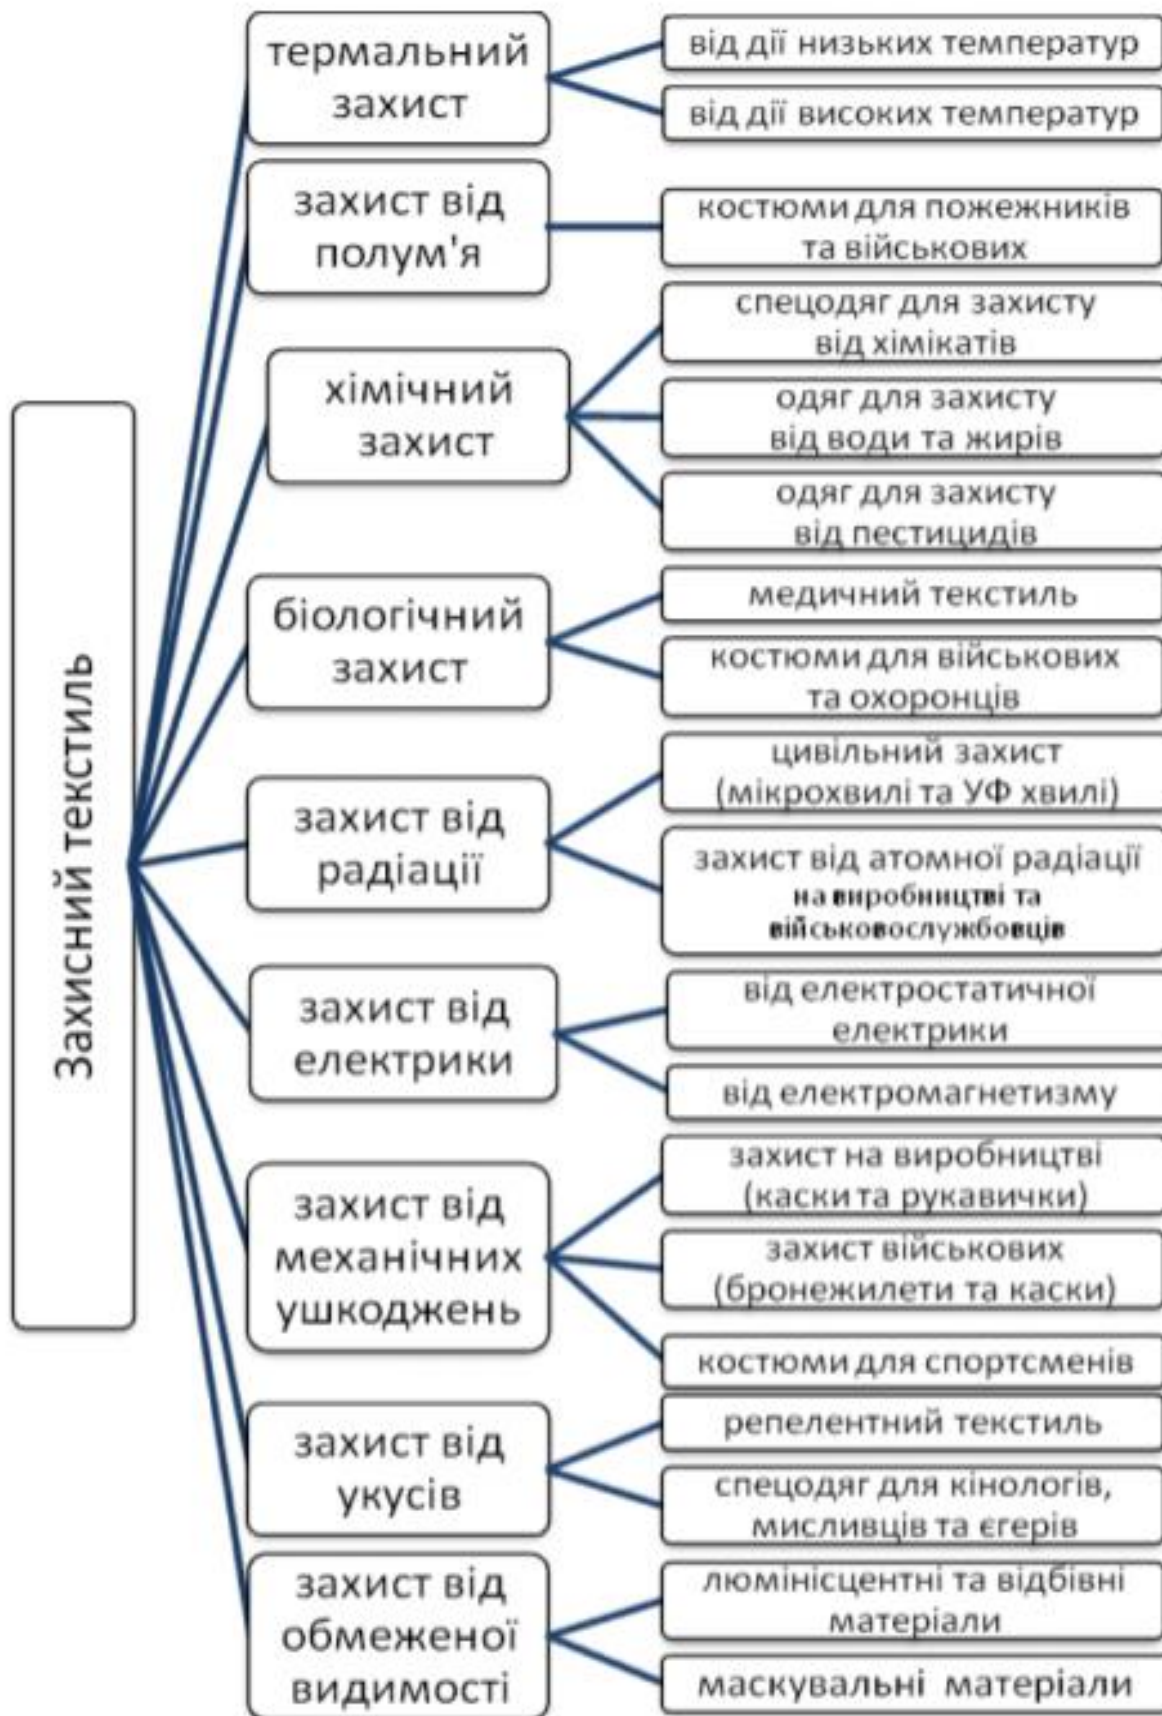 Захисний текстиль
термальний
захист
від дії низьких температур
від дії високих температур
захист від
полум'я
костюми для пожежників
та військових
хімічний
захист
спецодяг для захисту
від хімікатів
одяг для захисту
від води та жирів
одяг для захисту
від пестицидів
біологічний
захист
медичний текстиль
костюми для військових
та охоронців
захист від
радіації
цивільний захист
(мікрохвилі та УФ хвилі)
захист від атомної радіації
на виробництві та
військовослужбовців
захист від
електрики
від електростатичної
електрики
від електромагнетизму
захист від
механічних
ушкоджень
захист на виробництві
(каски та рукавички)
захист військових
(бронежилети та каски)
костюми для спортсменів
захист від
укусів
репелентний текстиль
спецодяг для кінологів,
мисливців та єгерів
захист від
обмеженої
видимості
люмінісцентні та відбівні
матеріали
маскувальні матеріали